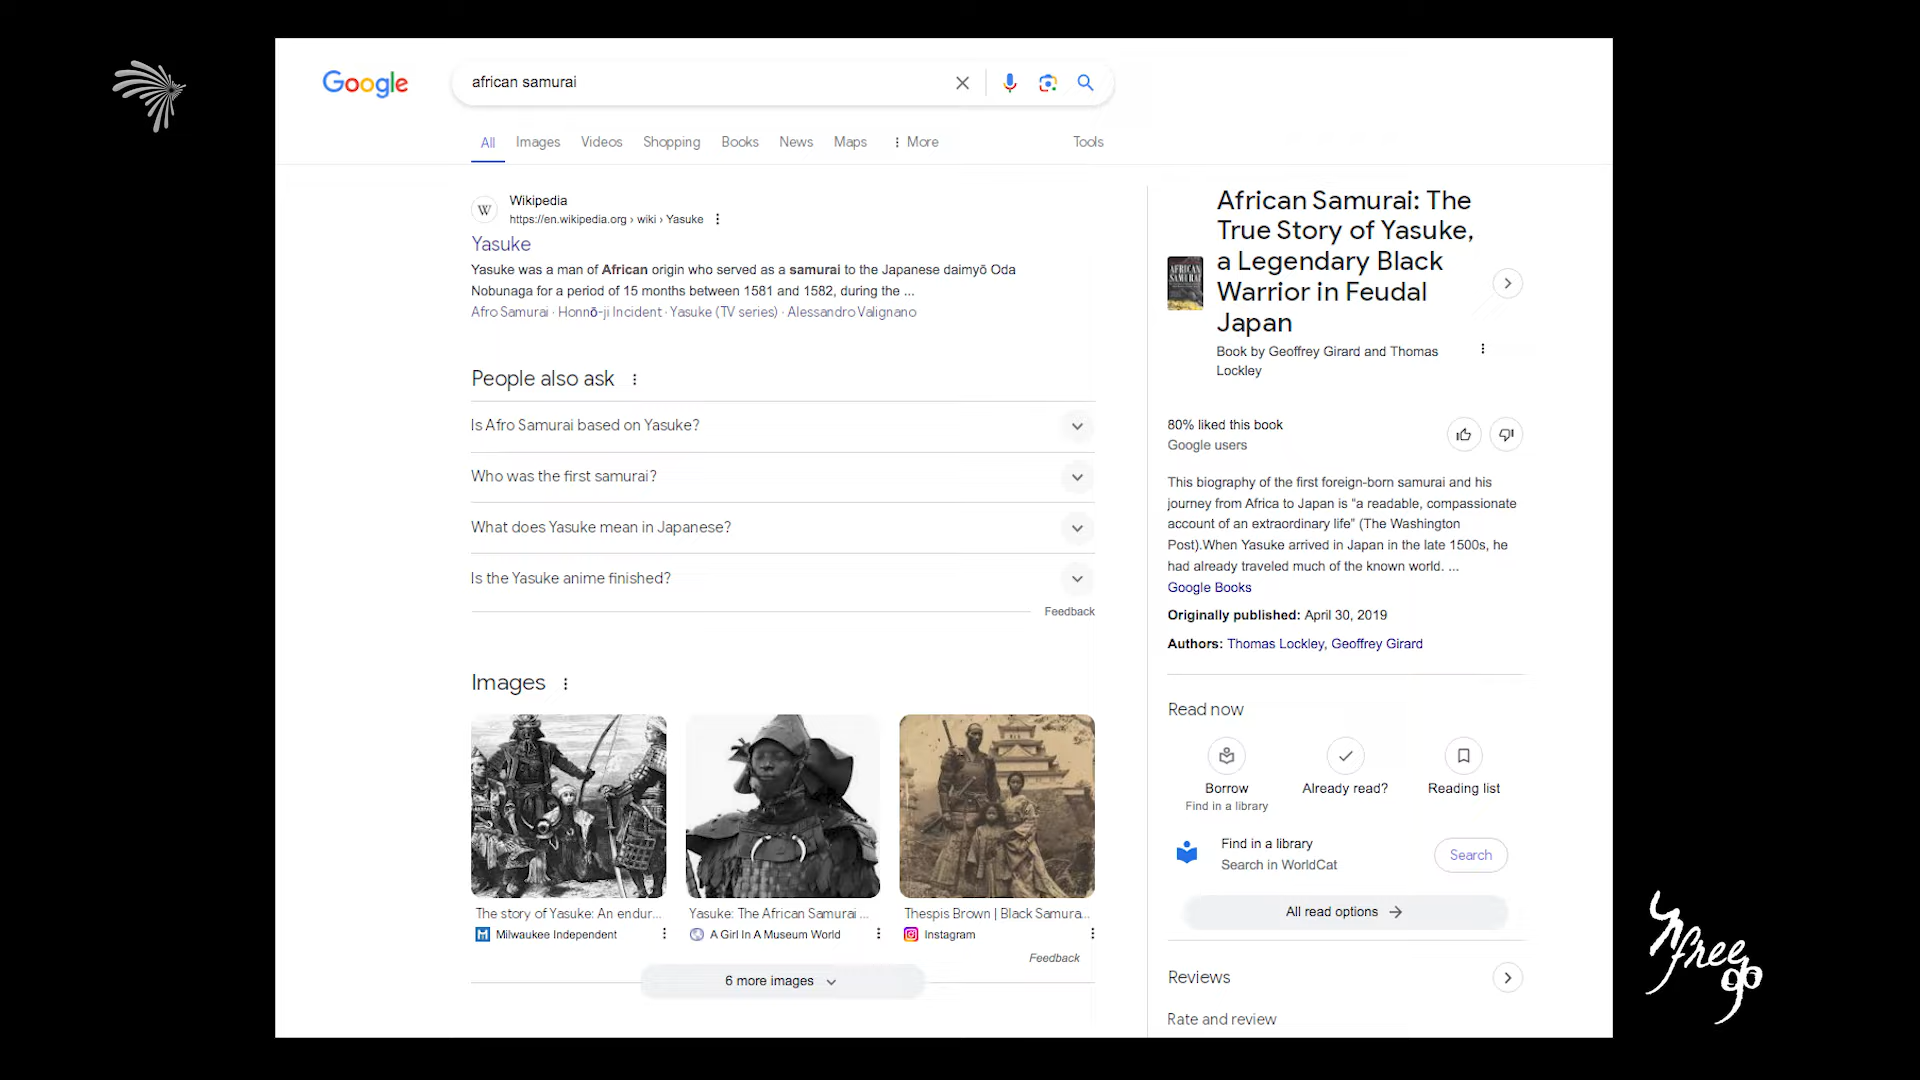 Google
african samurai
All Images Videos Shopping Books News Maps More Tools
W
Wikipedia
https://en.wikipedia.org › wiki › Yasuke
Yasuke
Yasuke was a man of African origin who served as a samurai to the Japanese daimyō Oda
Nobunaga for a period of 15 months between 1581 and 1582, during the ...
Afro Samurai · Honnō-ji Incident · Yasuke (TV series) · Alessandro Valignano
People also ask
Is Afro Samurai based on Yasuke?
Who was the first samurai?
What does Yasuke mean in Japanese?
Is the Yasuke anime finished?
Feedback
Images
The story of Yasuke: An endur...
Milwaukee Independent
Yasuke: The African Samurai ...
A Girl In A Museum World
Thespis Brown | Black Samura...
Instagram
Feedback
6 more images
African Samurai: The
True Story of Yasuke,
a Legendary Black
Warrior in Feudal
Japan
AFRICAN
SAMURAI
Book by Geoffrey Girard and Thomas
Lockley
80% liked this book
Google users
This biography of the first foreign-born samurai and his
journey from Africa to Japan is “a readable, compassionate
account of an extraordinary life” (The Washington
Post).When Yasuke arrived in Japan in the late 1500s, he
had already traveled much of the known world. ...
Google Books
Originally published: April 30, 2019
Authors: Thomas Lockley, Geoffrey Girard
Read now
Borrow
Find in a library
Already read?
Reading list
Find in a library
Search in WorldCat
Search
All read options
Reviews
Rate and review